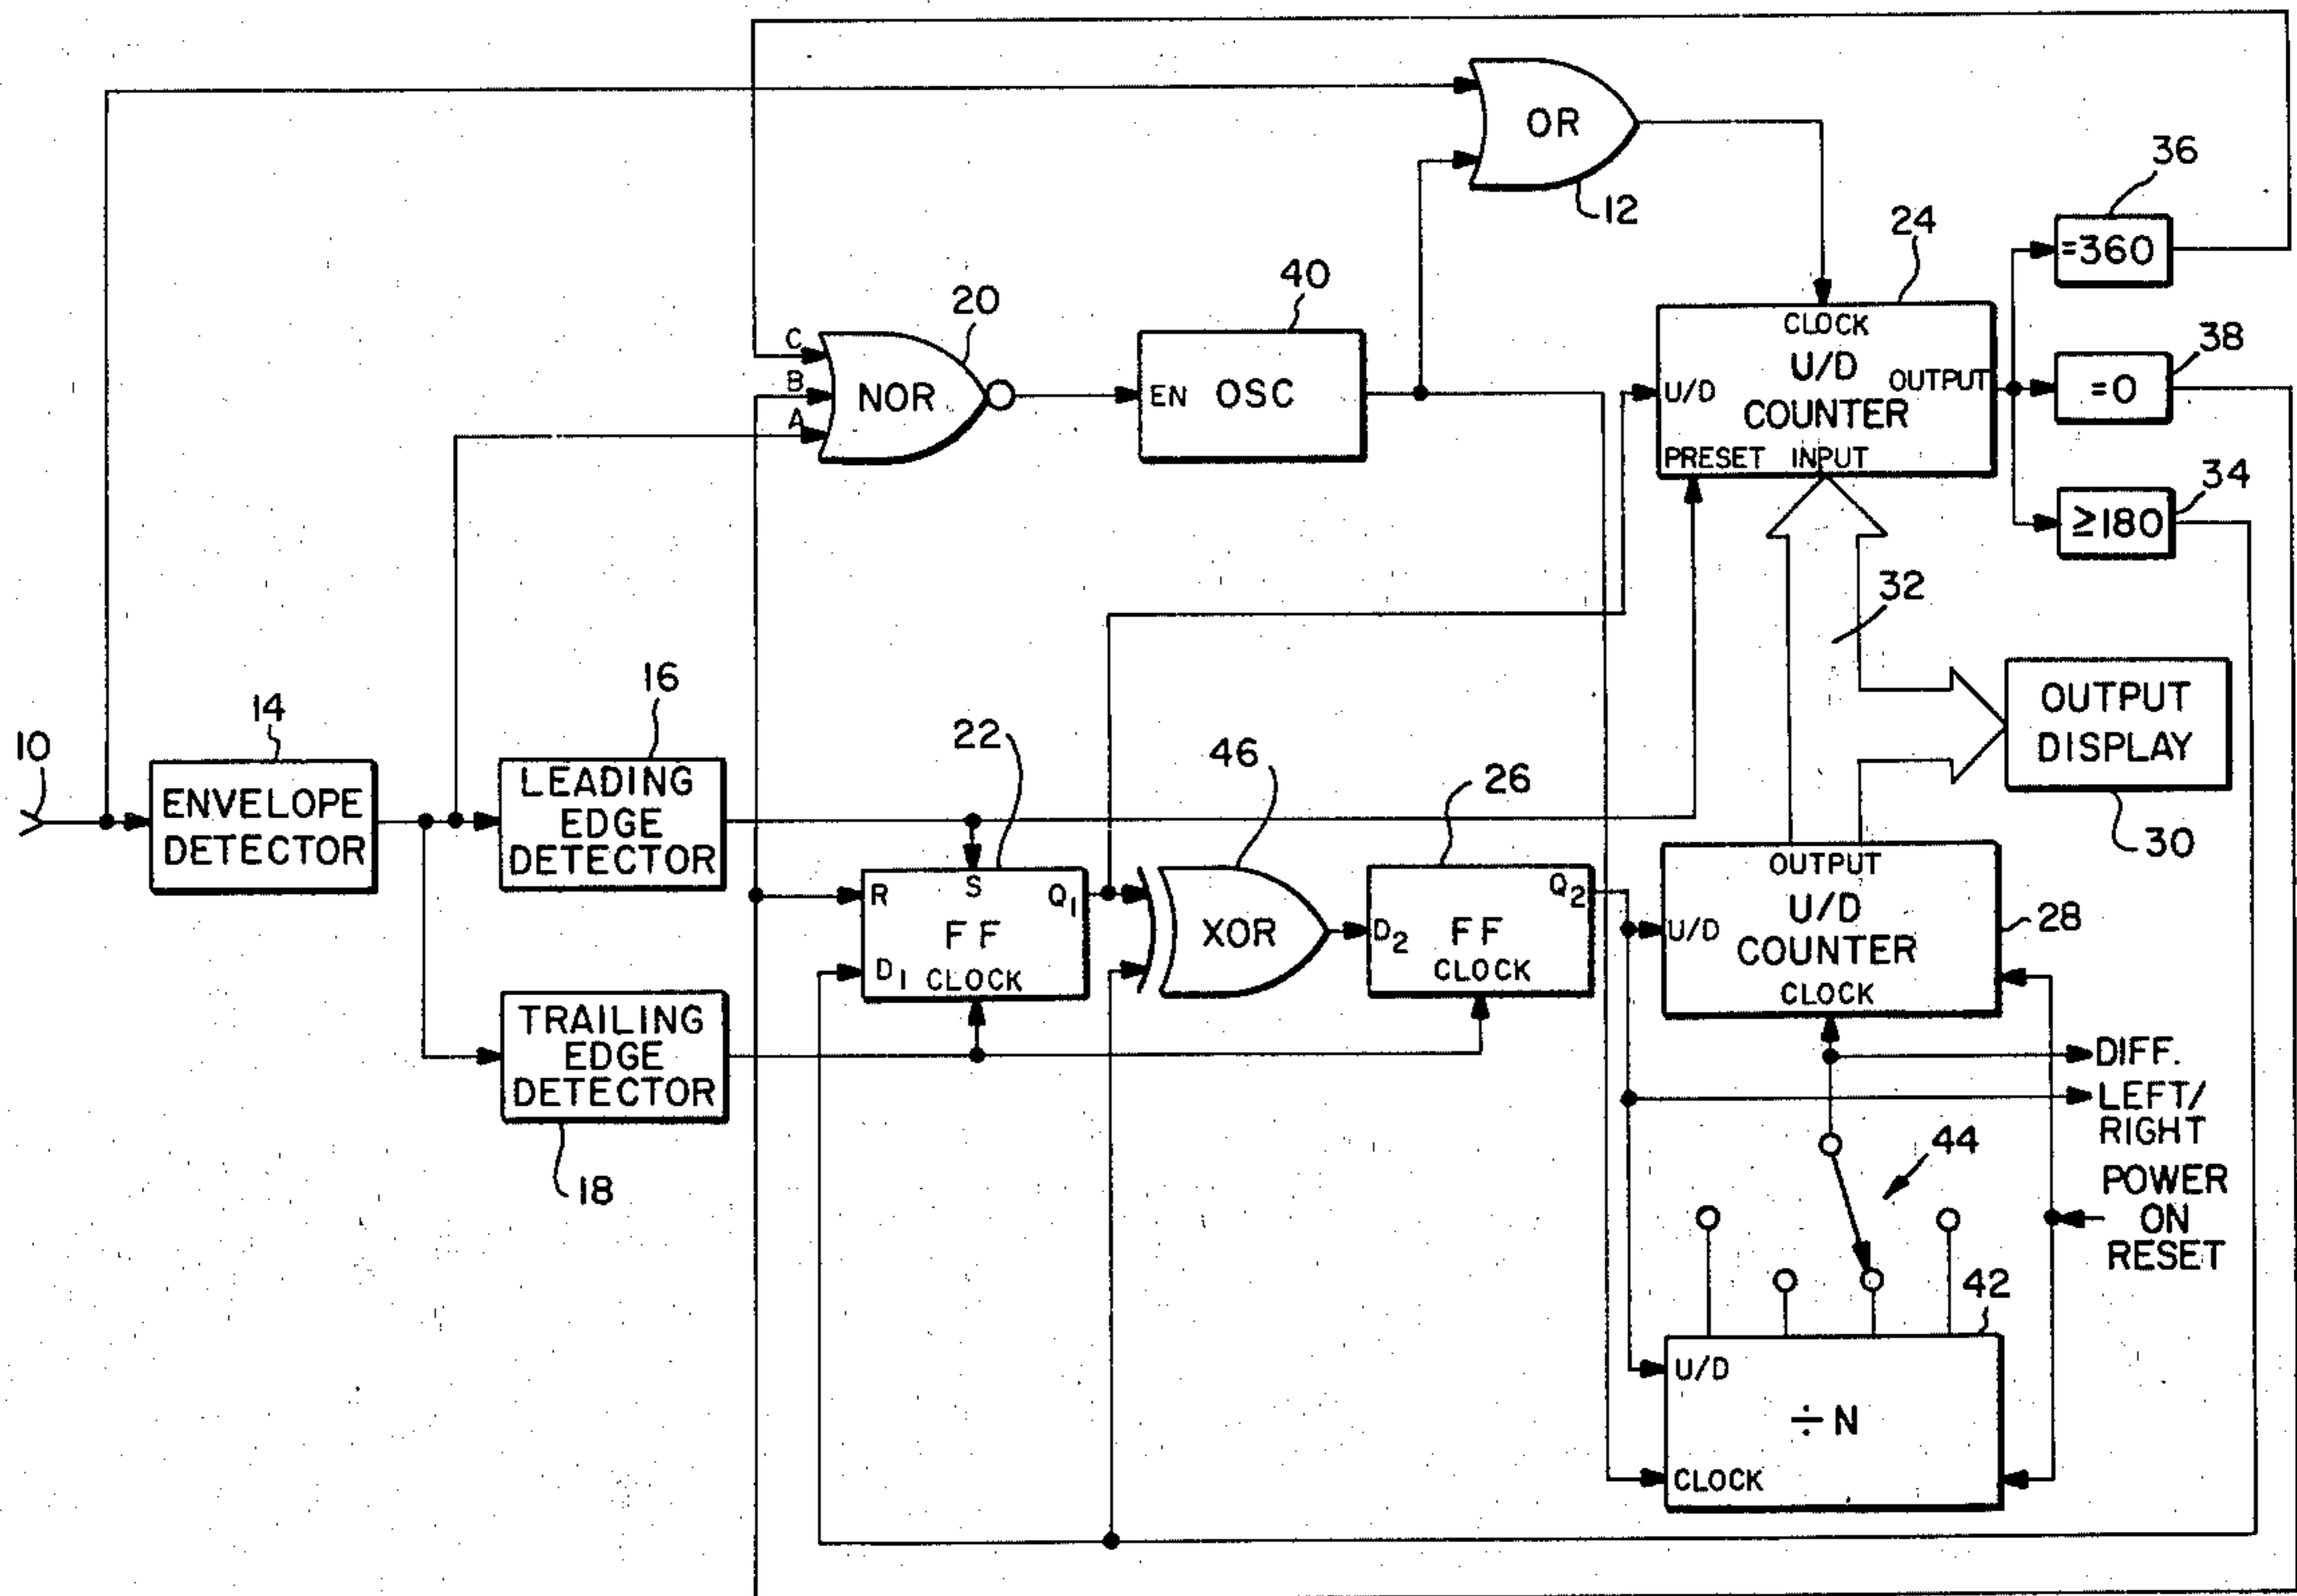 OR
12
36
=360
24
CLOCK
U/D
COUNTER
U/D
OUTPUT
PRESET INPUT
38
=0
34
≥180
20
C
B
A
NOR
40
EN OSC
32
OUTPUT
DISPLAY
30
10
14
ENVELOPE
DETECTOR
16
LEADING
EDGE
DETECTOR
22
S
R
Q1
FF
D1 CLOCK
46
XOR
26
Q2
D2 FF
CLOCK
OUTPUT
U/D
U/D
COUNTER
CLOCK
28
TRAILING
EDGE
DETECTOR
18
DIFF.
LEFT/
RIGHT
44
POWER
ON
RESET
42
U/D
÷N
CLOCK